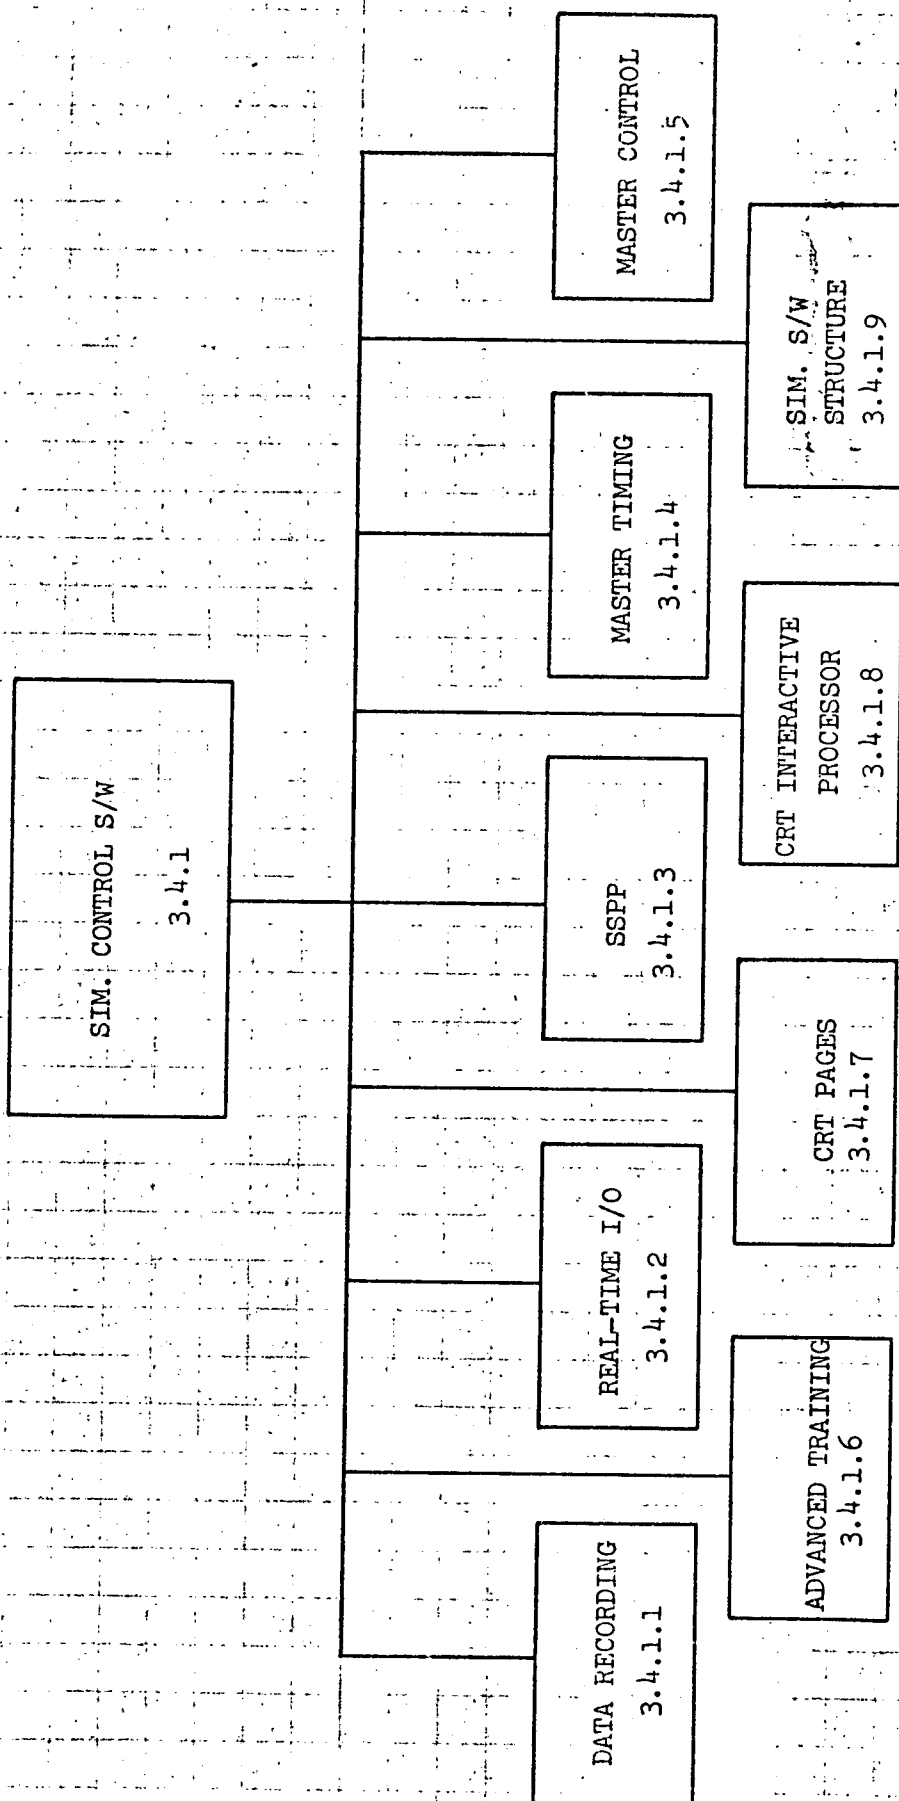 SIM. CONTROL S/W
3.4.1
DATA RECORDING
3.4.1.1
REAL-TIME I/O
3.4.1.2
SSPP
3.4.1.3
MASTER TIMING
3.4.1.4
MASTER CONTROL
3.4.1.5
ADVANCED TRAINING
3.4.1.6
CRT PAGES
3.4.1.7
CRT INTERACTIVE
PROCESSOR
3.4.1.8
SIM. S/W
STRUCTURE
3.4.1.9